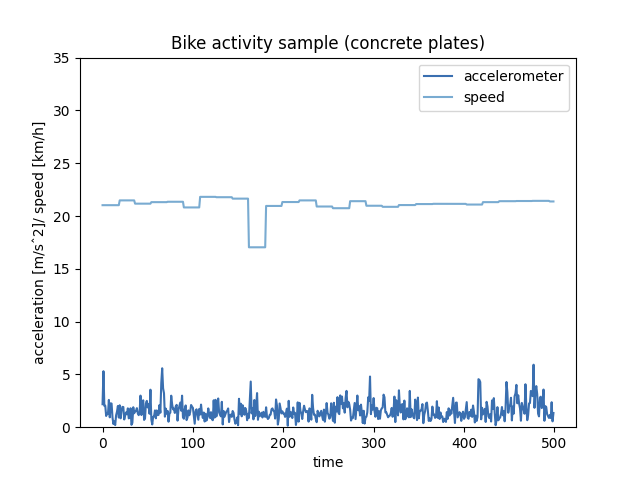 Bike activity sample (concrete plates)
accelerometer
speed
acceleration [m/s^2]/ speed [km/h]
35
30
25
20
15
10
5
0
0 100 200 300 400 500
time